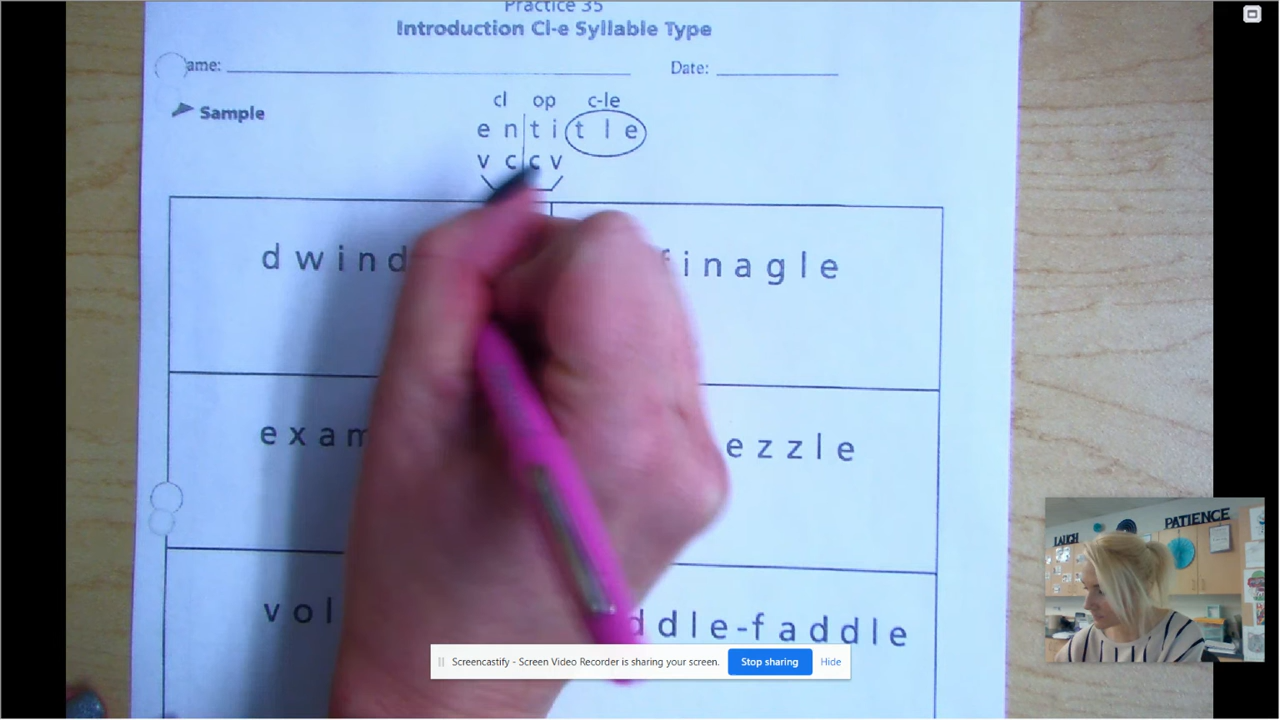 Practice 35
Introduction Cl-e Syllable Type
ame: Date:
Sample
cl op c-le
e n t i t l e
v c c v
d w i n d
f i n a g l e
e x a m
e z z l e
v o l
d d l e - f a d d l e
LAUGH
PATIENCE
Screencastify - Screen Video Recorder is sharing your screen.
Stop sharing
Hide